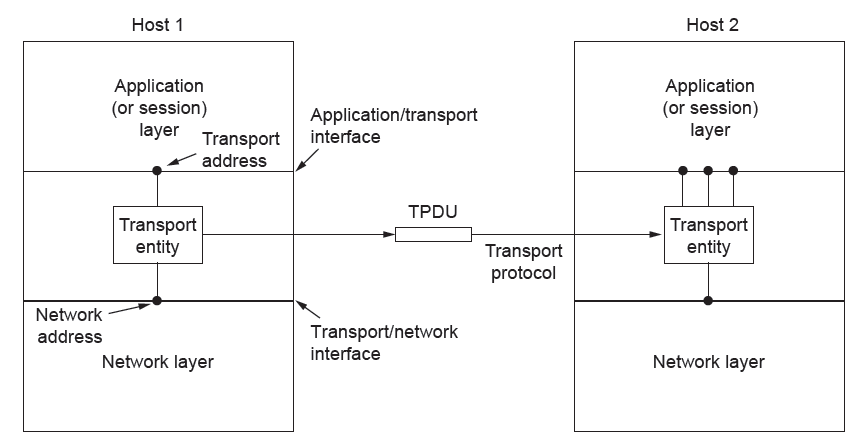 Host 1
Host 2
Application
(or session)
layer
Transport
address
Application/transport
interface
Application
(or session)
layer
Transport
entity
TPDU
Transport
protocol
Transport
entity
Network
address
Transport/network
interface
Network layer
Network layer